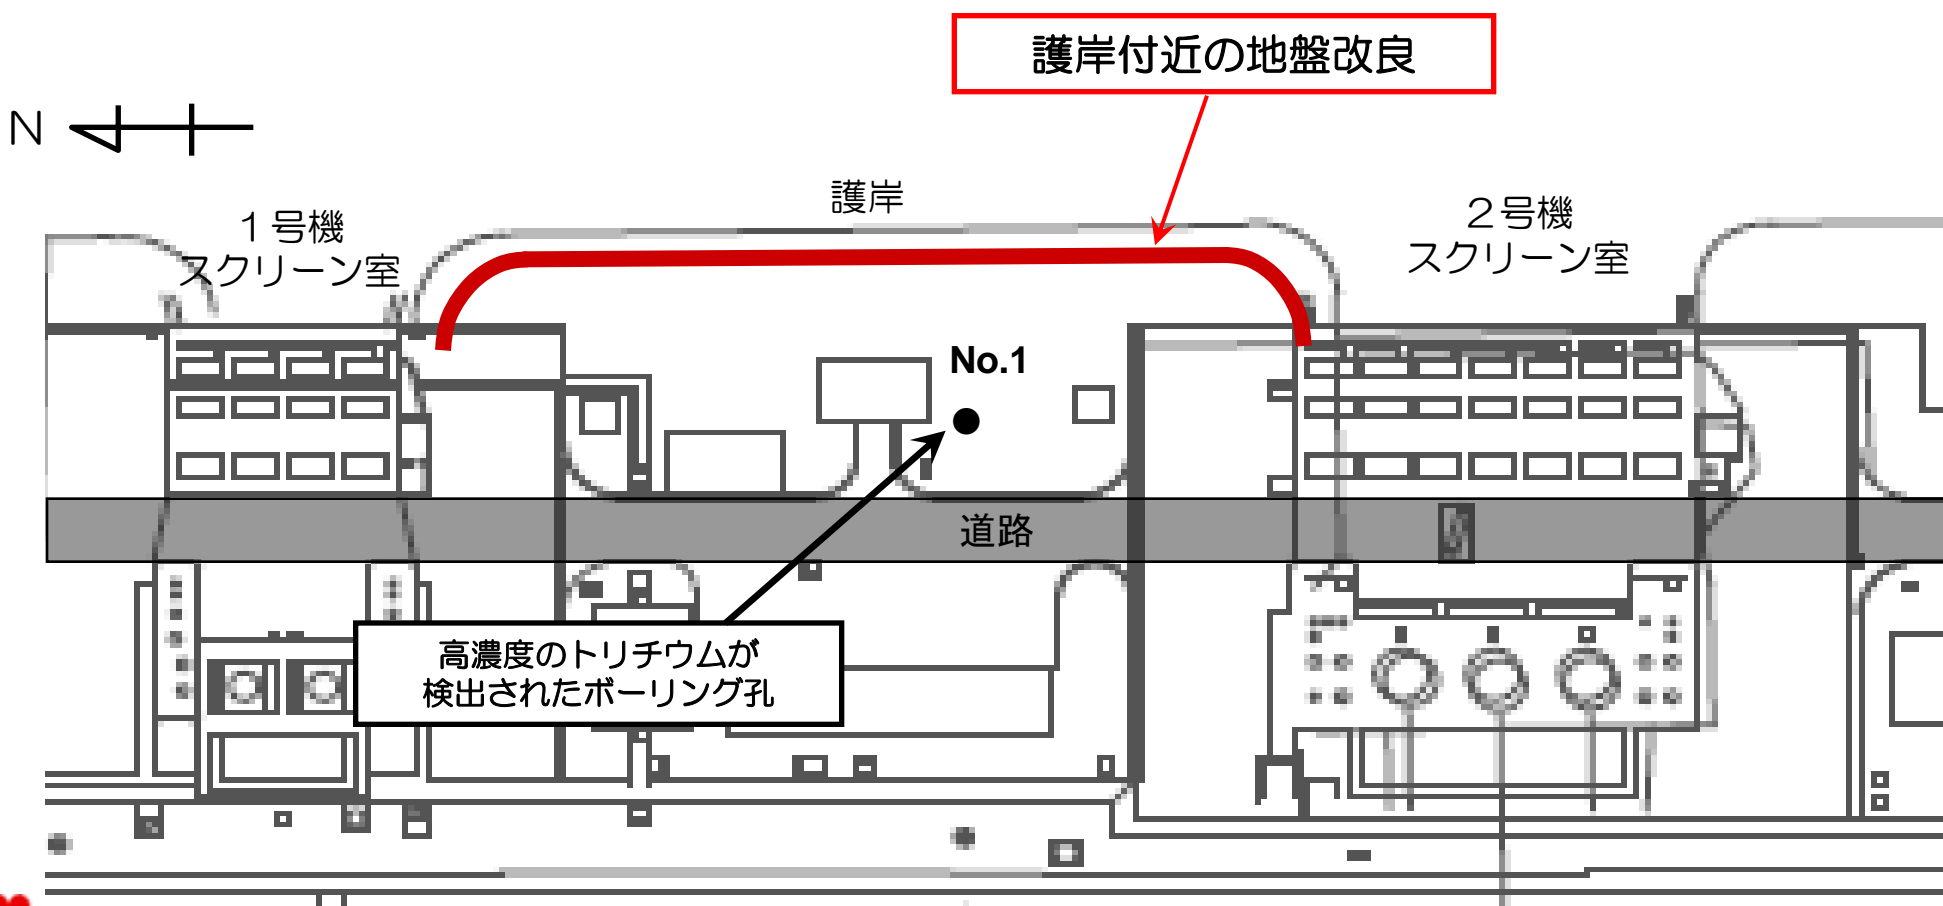 護岸付近の地盤改良
N
護岸
１号機
スクリーン室
２号機
スクリーン室
No.1
道路
高濃度のトリチウムが
検出されたボーリング孔